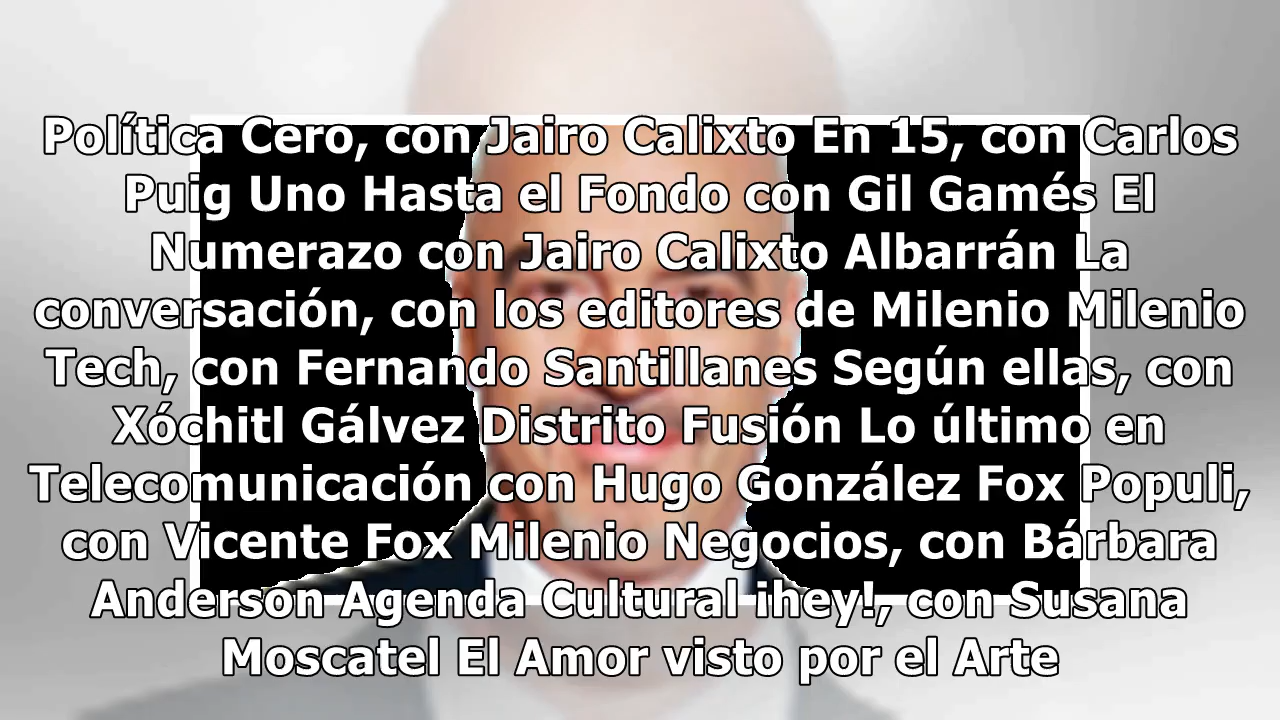 Política Cero, con Jairo Calixto En 15, con Carlos
Puig Uno Hasta el Fondo con Gil Gamés El
Numerazo con Jairo Calixto Albarrán La
conversación, con los editores de Milenio Milenio
Tech, con Fernando Santillanes Según ellas, con
Xóchitl Gálvez Distrito Fusión Lo último en
Telecomunicación con Hugo González Fox Populi,
con Vicente Fox Milenio Negocios, con Bárbara
Anderson Agenda Cultural ihey!, con Susana
Moscatel El Amor visto por el Arte